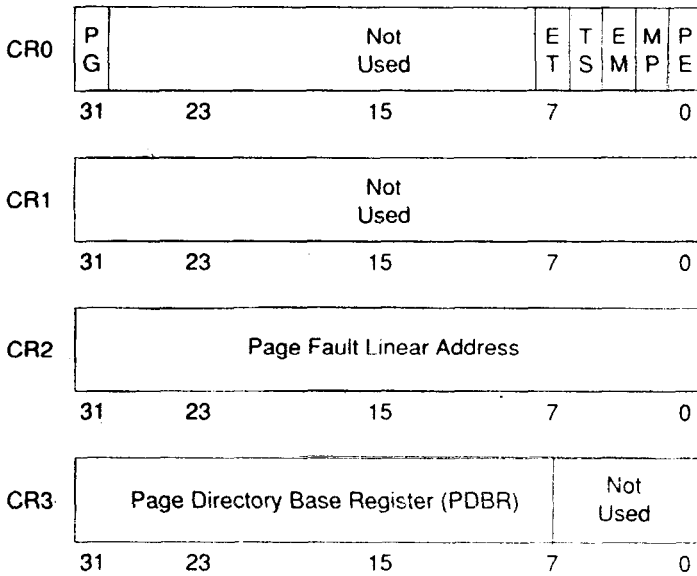 CR0
P
G
Not
Used
E
T
T
S
E
M
M
P
P
E
31 23 15 7 0
CR1
Not
Used
31 23 15 7 0
CR2
Page Fault Linear Address
31 23 15 7 0
CR3
Page Directory Base Register (PDBR)
Not
Used
31 23 15 7 0